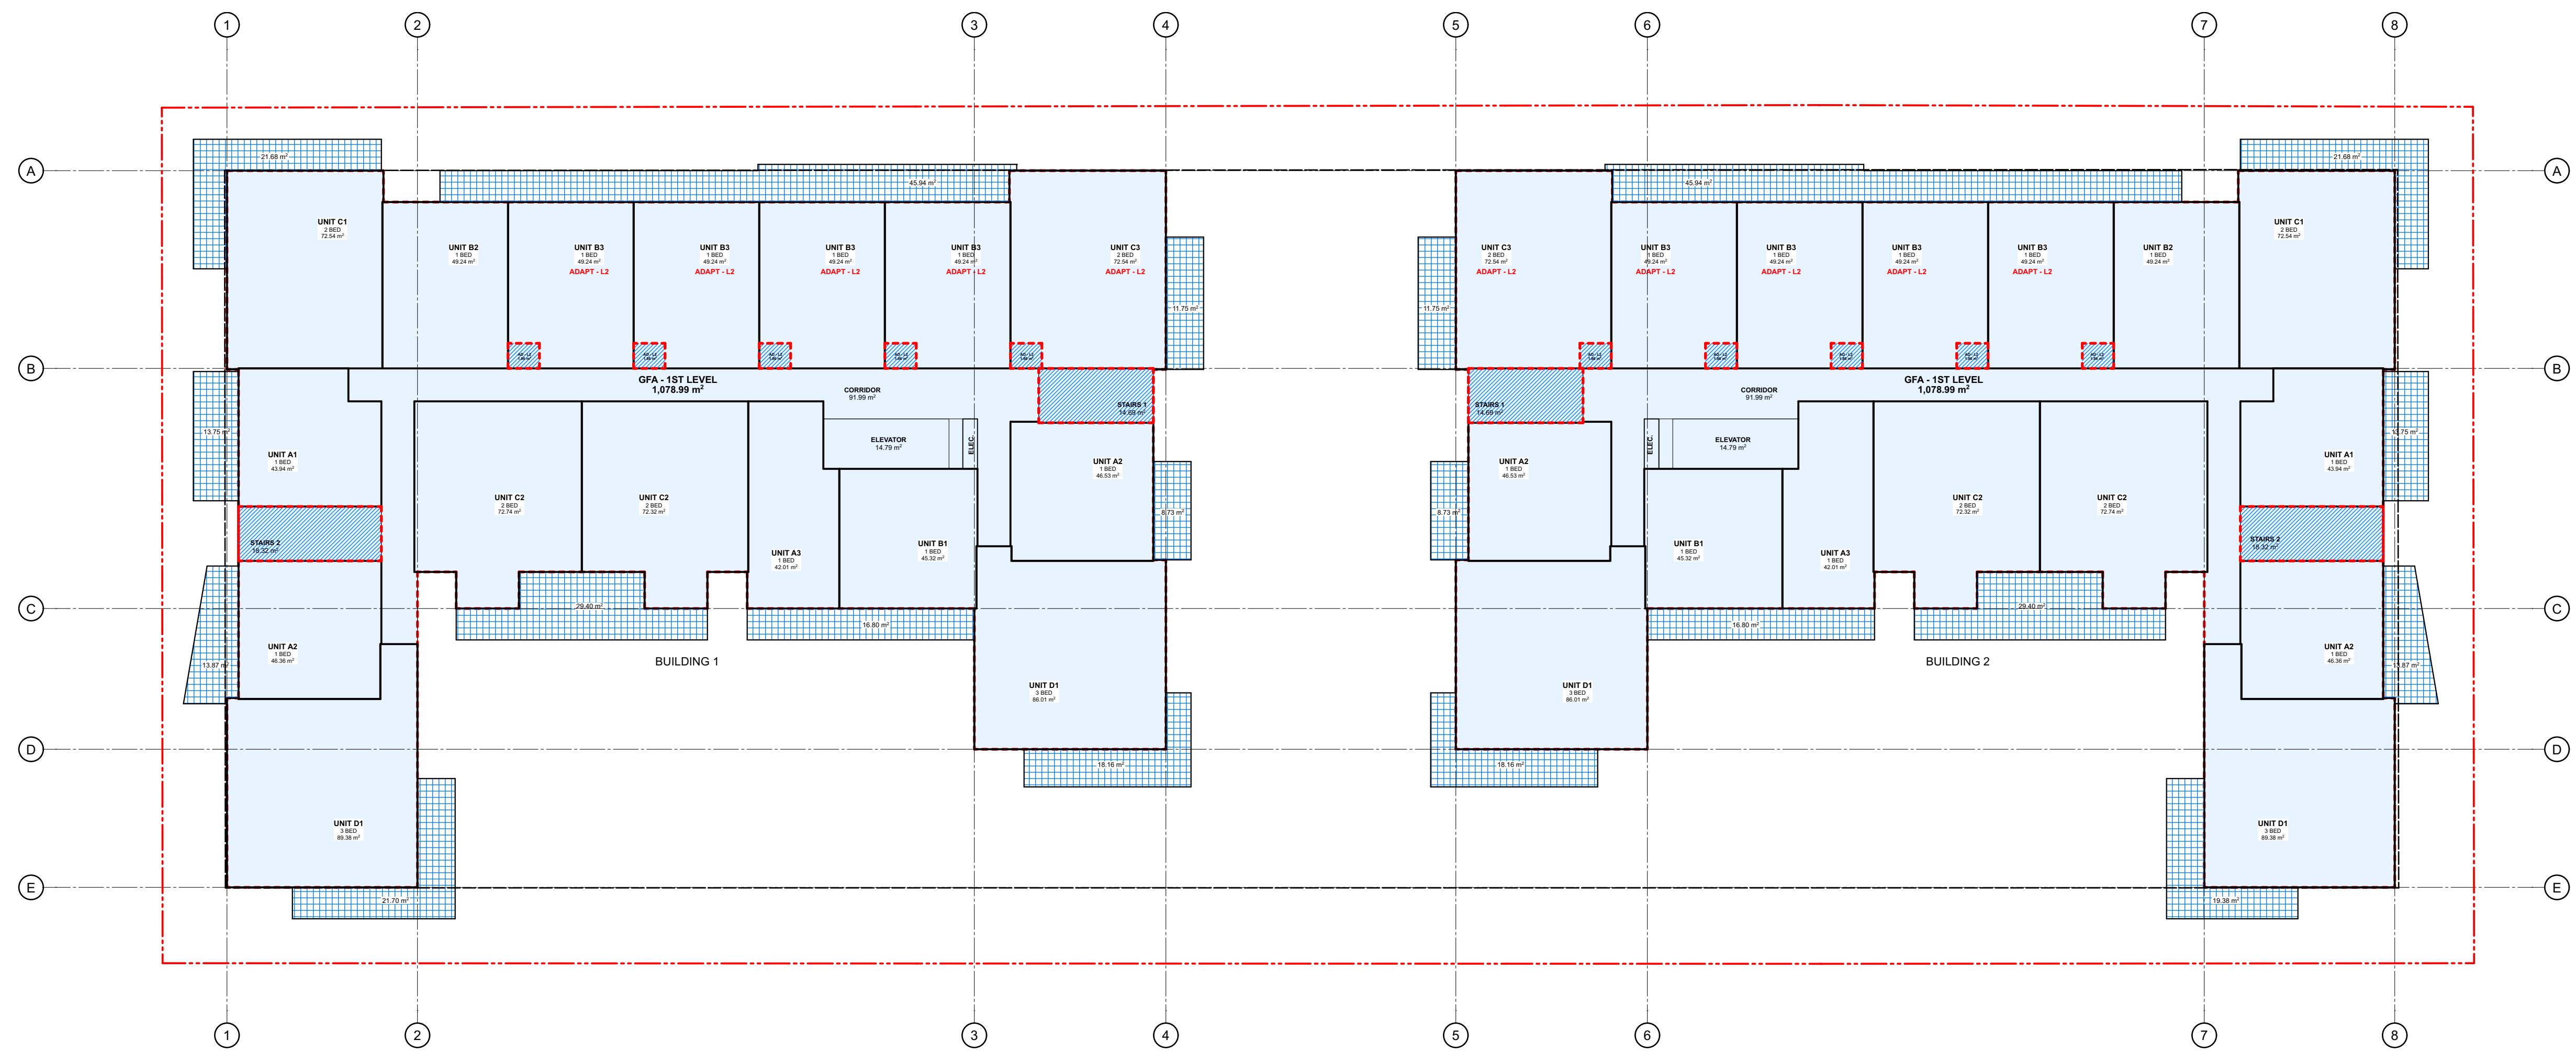 1 2 3 4 5 6 7 8
A A
21.68 m²
45.94 m²
45.94 m²
21.68 m²
UNIT C1
2 BED
72.54 m²
UNIT B2
1 BED
49.24 m²
UNIT B3
1 BED
49.24 m²
ADAPT - L2
UNIT B3
1 BED
49.24 m²
ADAPT - L2
UNIT B3
1 BED
49.24 m²
ADAPT - L2
UNIT B3
1 BED
49.24 m²
ADAPT - L2
UNIT C3
2 BED
72.54 m²
ADAPT - L2
11.75 m²
11.75 m²
UNIT C3
2 BED
72.54 m²
ADAPT - L2
UNIT B3
1 BED
49.24 m²
ADAPT - L2
UNIT B3
1 BED
49.24 m²
ADAPT - L2
UNIT B3
1 BED
49.24 m²
ADAPT - L2
UNIT B3
1 BED
49.24 m²
ADAPT - L2
UNIT B2
1 BED
49.24 m²
UNIT C1
2 BED
72.54 m²
B B
GFA - 1ST LEVEL
1,078.99 m²
CORRIDOR
91.99 m²
STAIRS 1
14.69 m²
STAIRS 1
14.69 m²
CORRIDOR
91.99 m²
GFA - 1ST LEVEL
1,078.99 m²
13.75 m²
UNIT A1
1 BED
43.94 m²
ELEVATOR
14.79 m²
ELEC.
UNIT A2
1 BED
46.53 m²
8.73 m²
8.73 m²
UNIT A2
1 BED
46.53 m²
ELEC.
ELEVATOR
14.79 m²
UNIT A1
1 BED
43.94 m²
13.75 m²
UNIT C2
2 BED
72.74 m²
UNIT C2
2 BED
72.32 m²
UNIT A3
1 BED
42.01 m²
UNIT B1
1 BED
45.32 m²
UNIT B1
1 BED
45.32 m²
UNIT A3
1 BED
42.01 m²
UNIT C2
2 BED
72.32 m²
UNIT C2
2 BED
72.74 m²
STAIRS 2
18.32 m²
STAIRS 2
18.32 m²
C C
29.40 m²
16.80 m²
16.80 m²
29.40 m²
UNIT A2
1 BED
46.36 m²
13.87 m²
BUILDING 1
BUILDING 2
UNIT A2
1 BED
46.36 m²
13.87 m²
UNIT D1
3 BED
86.01 m²
UNIT D1
3 BED
86.01 m²
D D
18.16 m²
18.16 m²
UNIT D1
3 BED
89.38 m²
UNIT D1
3 BED
89.38 m²
E E
21.70 m²
19.38 m²
1 2 3 4 5 6 7 8